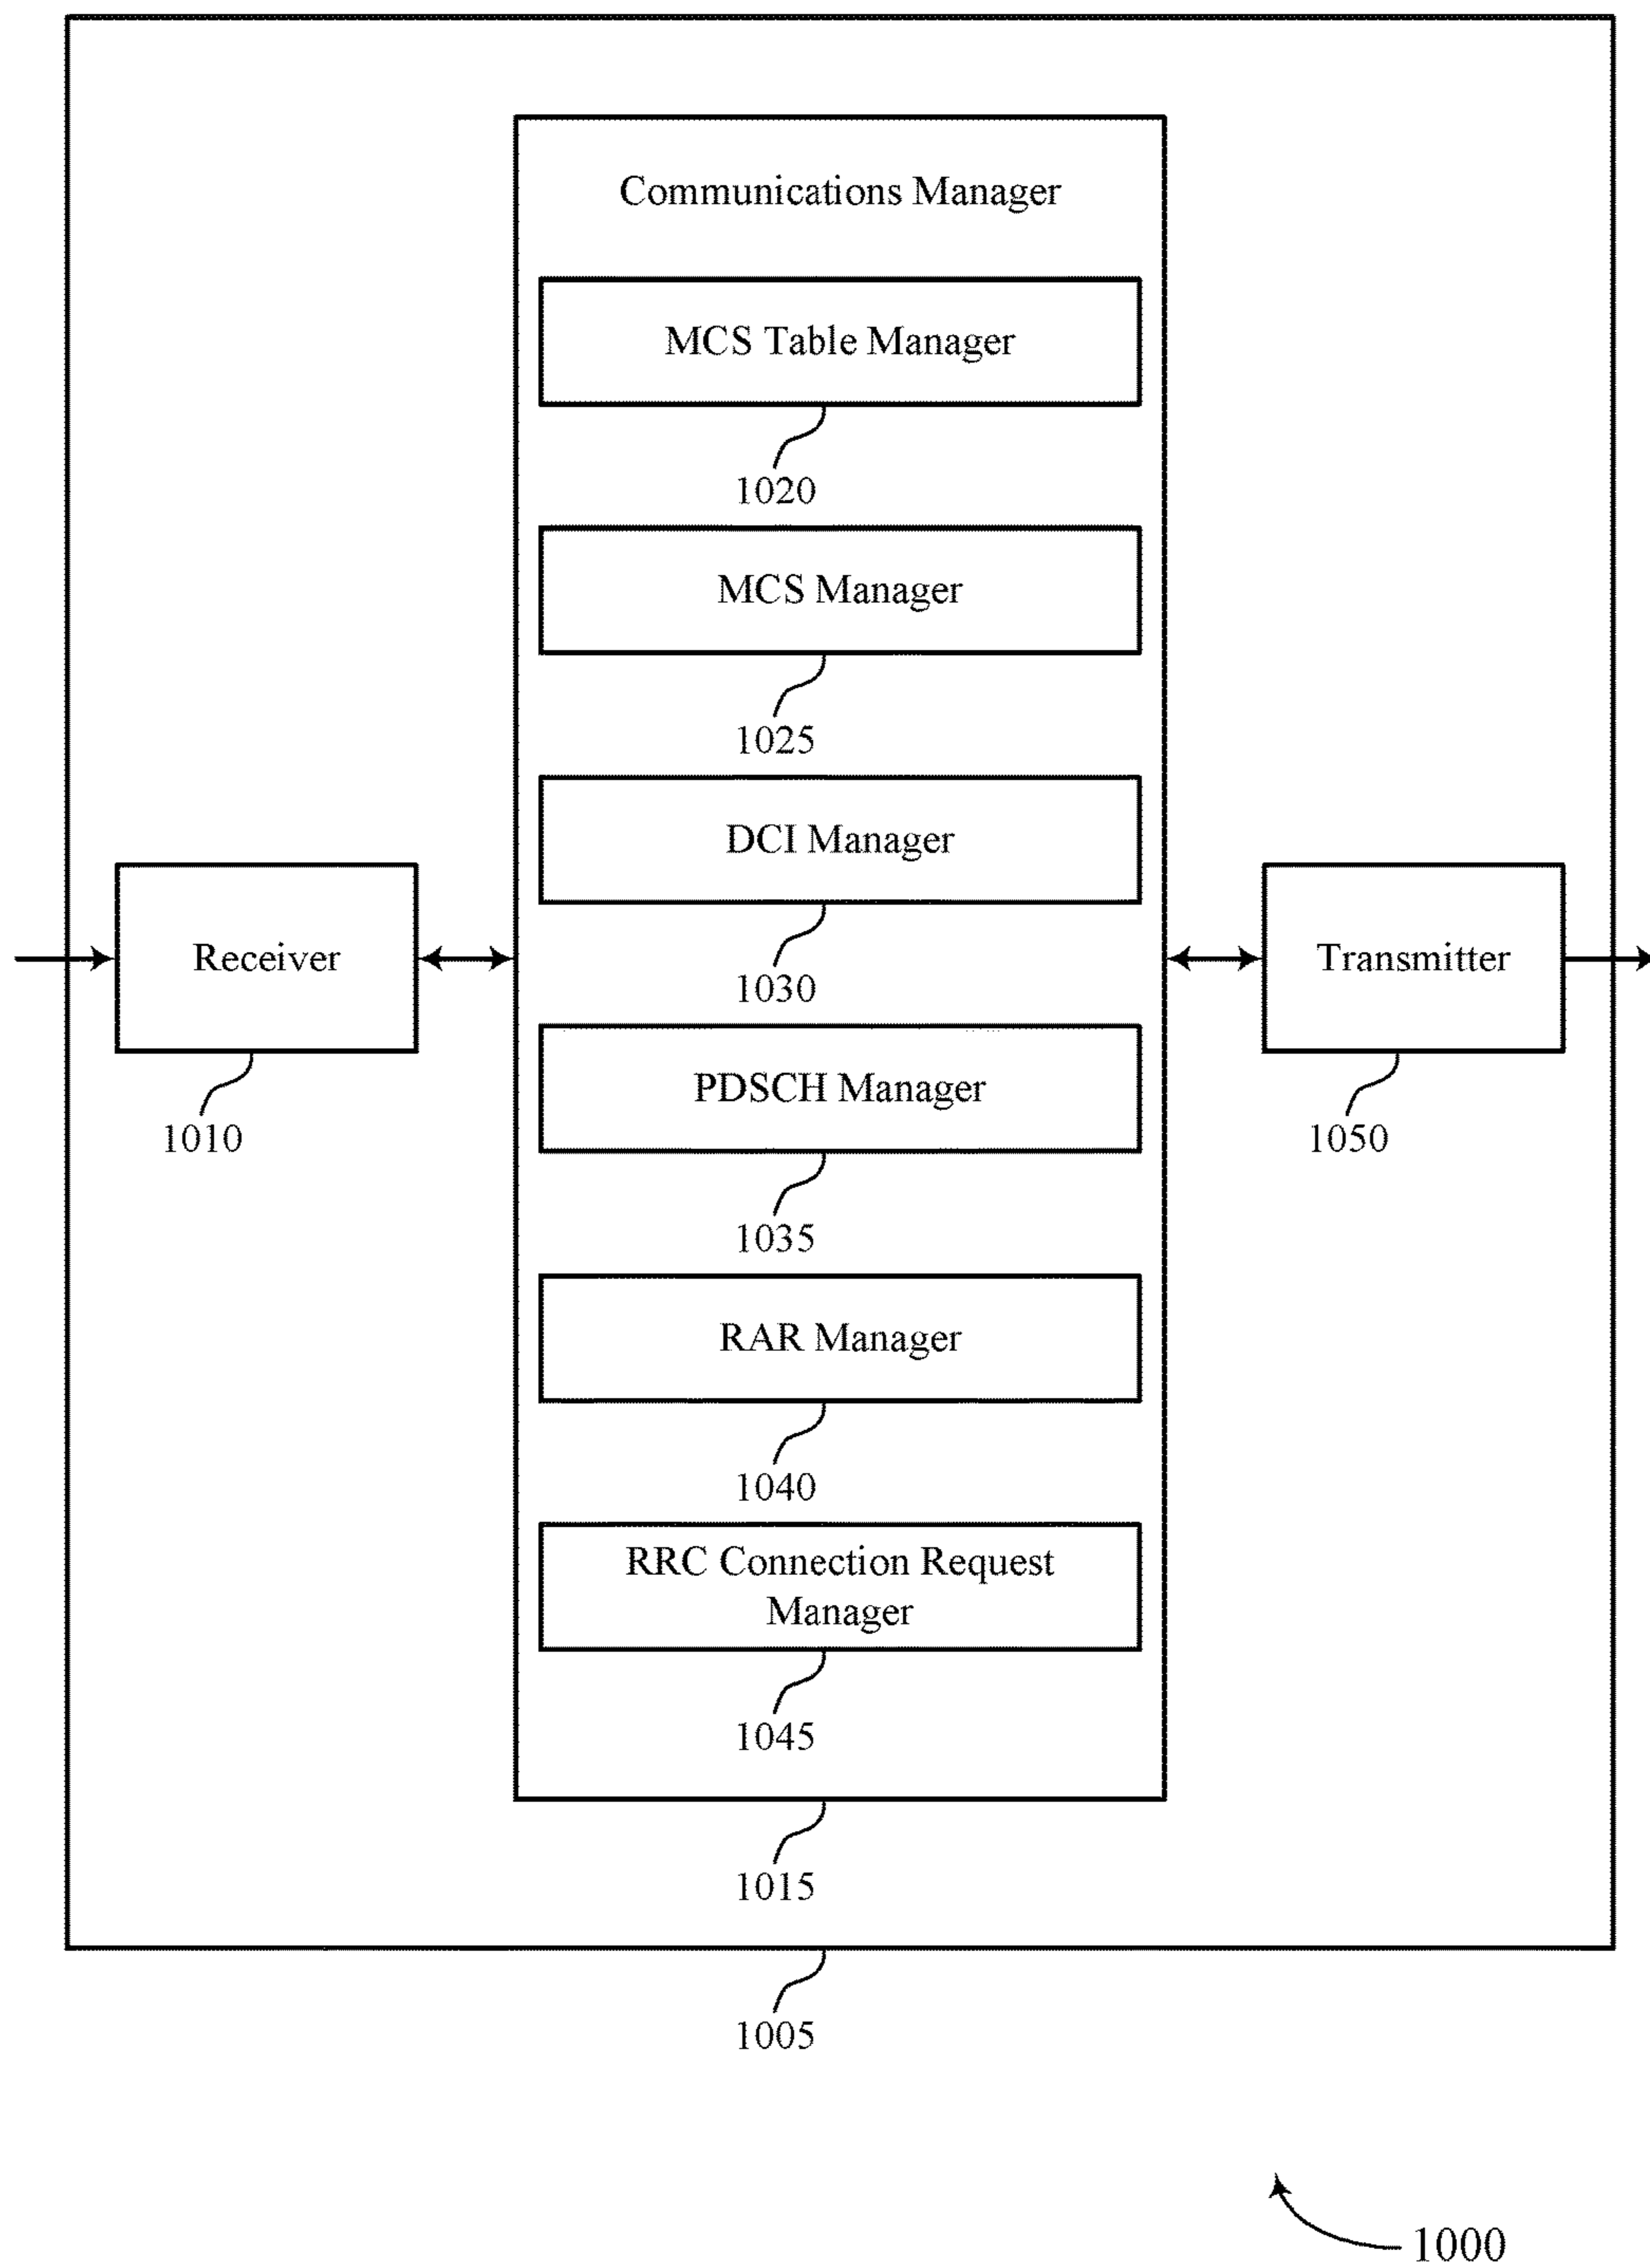 Communications Manager
MCS Table Manager
1020
MCS Manager
1025
DCI Manager
1030
Receiver
1010
Transmitter
1050
PDSCH Manager
1035
RAR Manager
1040
RRC Connection Request
Manager
1045
1015
1005
1000